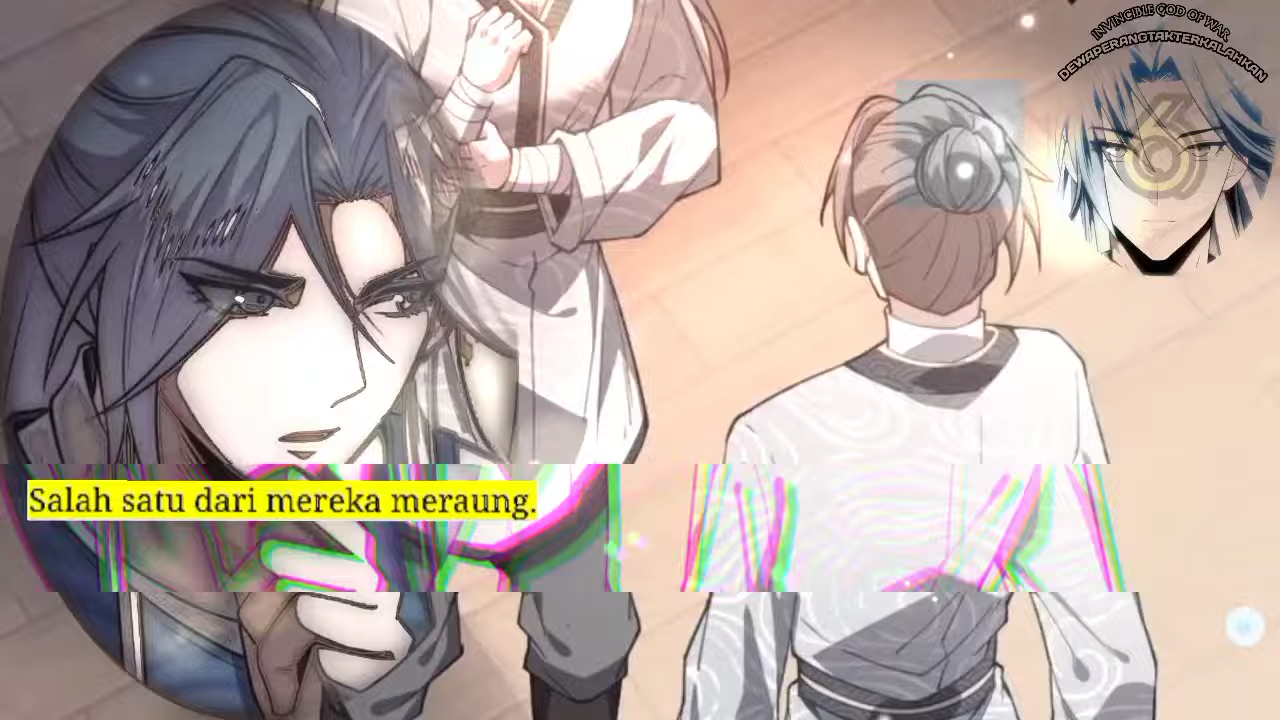 INVINCIBLE GOD OF WAR
DEWAPERANGTAKTERKALAHKAN
Salah satu dari mereka meraung.